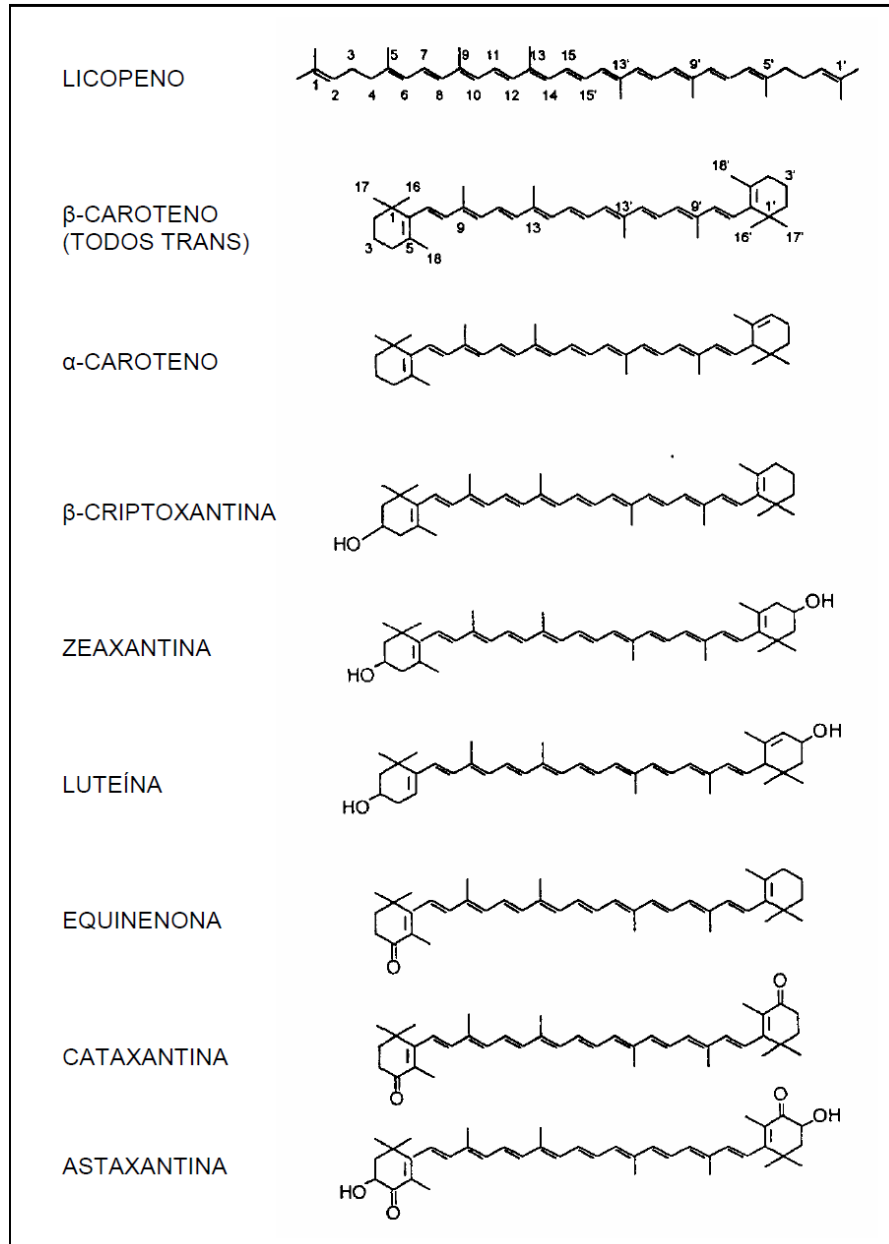 LICOPENO
3 5 7 9 11 13 15 13' 9' 5' 1'
1 2 4 6 8 10 12 14 15'
β-CAROTENO
(TODOS TRANS)
17 16 18' 3'
1 9 13 13' 9' 1'
3 5 18 16' 17'
α-CAROTENO
β-CRIPTOXANTINA
HO
ZEAXANTINA
OH
HO
LUTEÍNA
OH
HO
EQUINENONA
O
CATAXANTINA
O
O
ASTAXANTINA
O
OH
HO
O